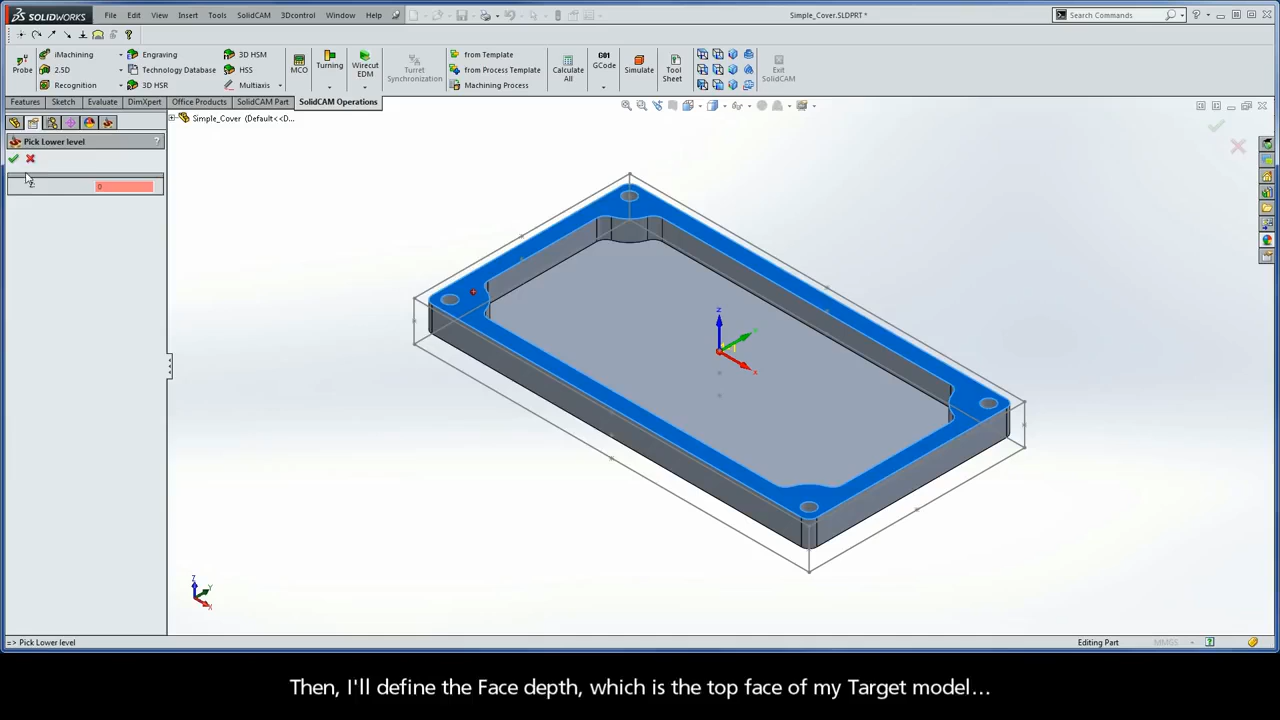 SOLIDWORKS File Edit View Insert Tools SolidCAM 3Dcontrol Window Help Simple_Cover.SLDPRT * Search Commands
Probe iMachining Engraving 3D HSM MCO Turning Wirecut EDM Turret Synchronization from Template Calculate All GCode Simulate Tool Sheet Exit SolidCAM
G01
2.5D Technology Database HSS from Process Template
Recognition 3D HSR Multiaxis Machining Process
Features Sketch Evaluate DimXpert Office Products SolidCAM Part SolidCAM Operations
Simple_Cover (Default<<D...
Pick Lower level ?
0
Z
X
Z
Y
X
=> Pick Lower level Editing Part MMGS
Then, I'll define the Face depth, which is the top face of my Target model…